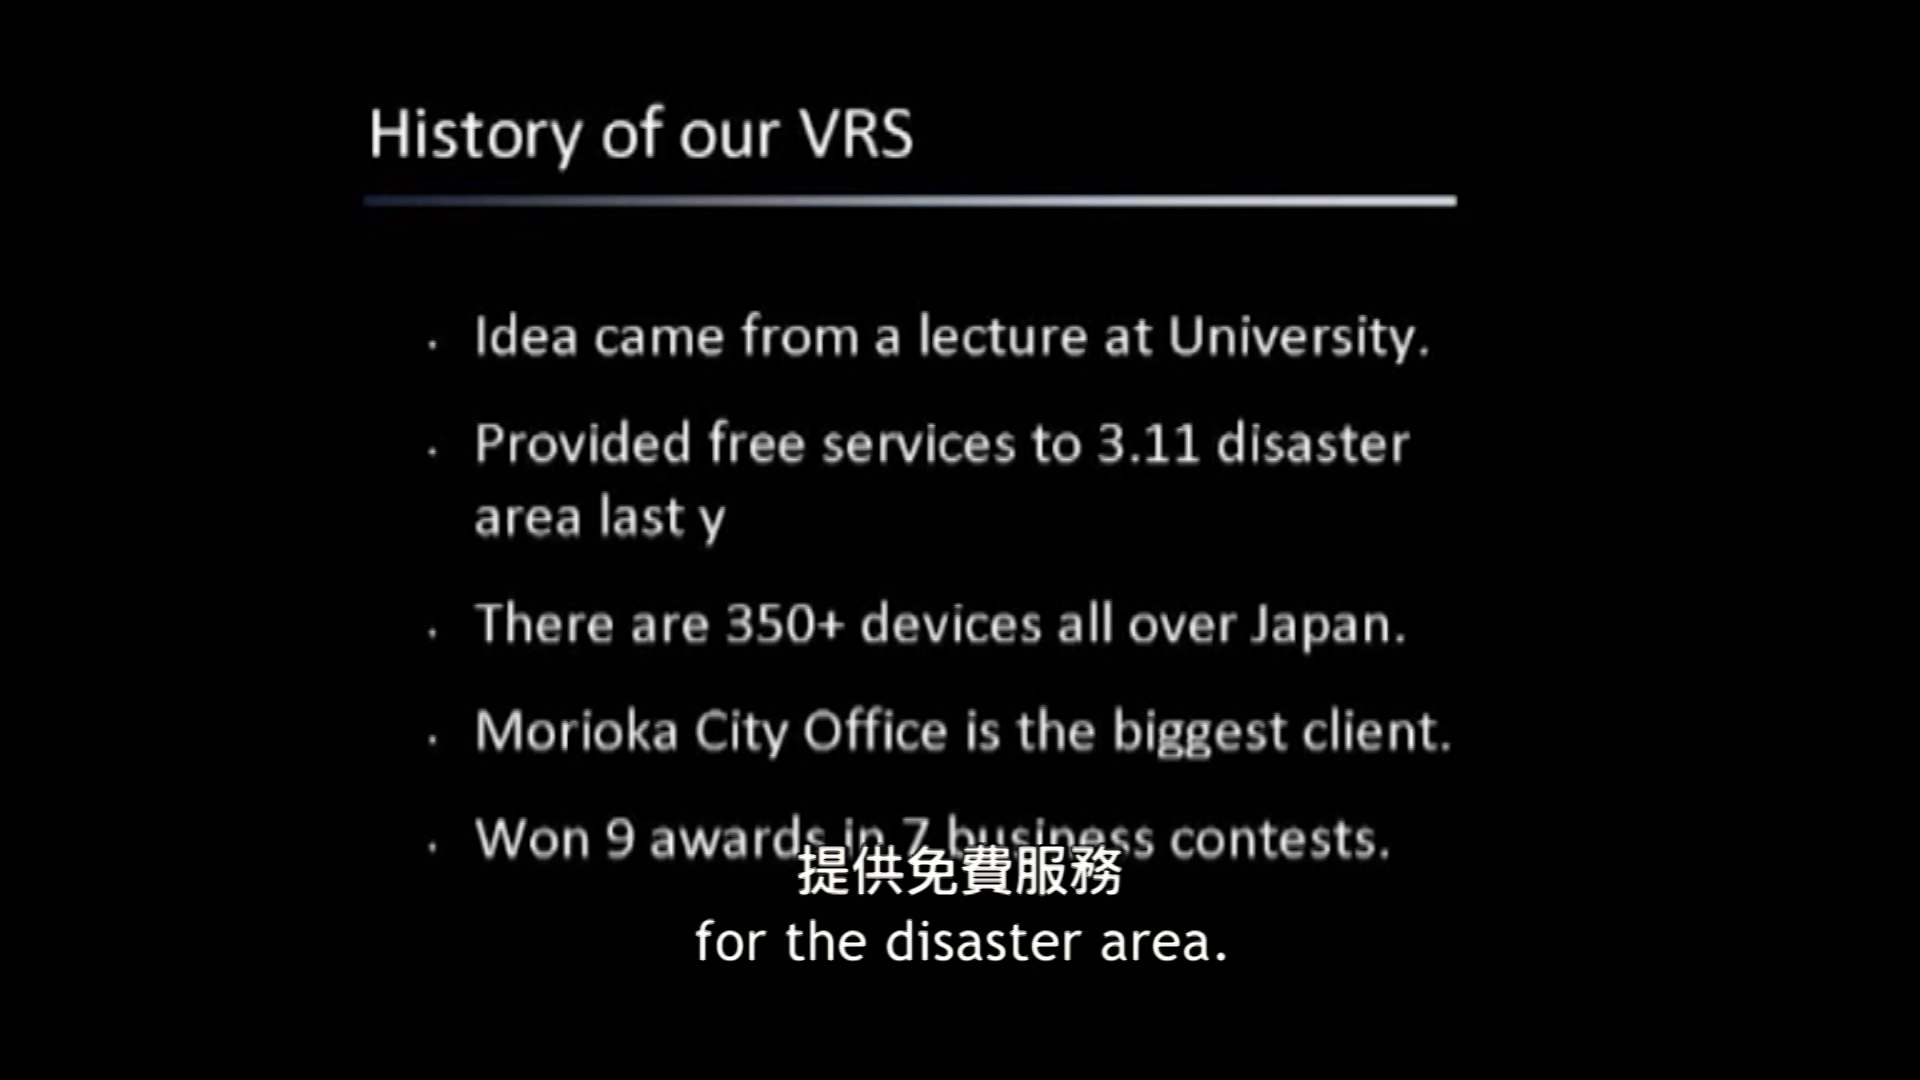 History of our VRS
· Idea came from a lecture at University.
· Provided free services to 3.11 disaster
area last y
· There are 350+ devices all over Japan.
· Morioka City Office is the biggest client.
· Won 9 awards in 7 business contests.
提供免費服務
for the disaster area.